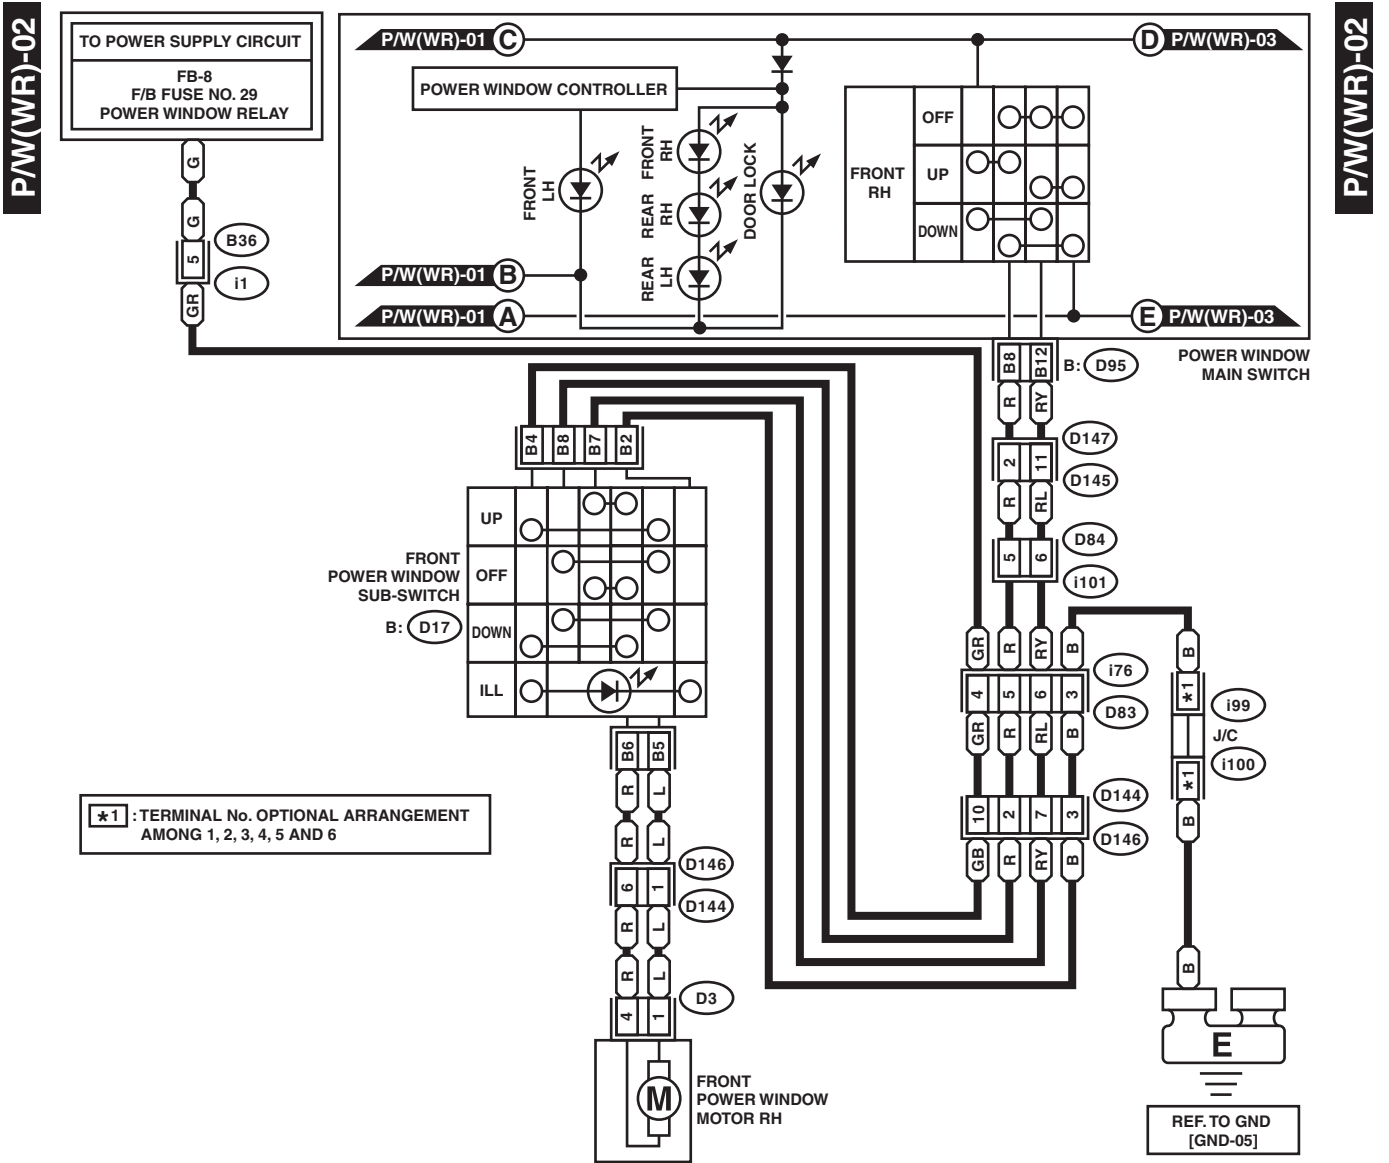 P/W(WR)-02
P/W(WR)-02
TO POWER SUPPLY CIRCUIT
FB-8
F/B FUSE NO. 29
POWER WINDOW RELAY
G
G
5
B36
i1
GR
P/W(WR)-01 C
D P/W(WR)-03
POWER WINDOW CONTROLLER
FRONT
LH
FRONT
RH
REAR
RH
REAR
LH
DOOR LOCK
P/W(WR)-01 B
P/W(WR)-01 A
E P/W(WR)-03
FRONT
RH
OFF
UP
DOWN
POWER WINDOW
MAIN SWITCH
B8 B12
B: D95
R RY
D147
2 11
D145
R RL
D84
5 6
i101
GR R RY B
i76
4 5 6 3
D83
GR R RL B
D144
10 2 7 3
D146
GB R RY B
B4 B8 B7 B2
UP
OFF
DOWN
ILL
FRONT
POWER WINDOW
SUB-SWITCH
B: D17
B6 B5
R L
R L
D146
6 1
D144
R L
R L
D3
4 1
M
FRONT
POWER WINDOW
MOTOR RH
*1 : TERMINAL No. OPTIONAL ARRANGEMENT
AMONG 1, 2, 3, 4, 5 AND 6
B
*1
i99
J/C
i100
*1
B
B
E
REF. TO GND
[GND-05]